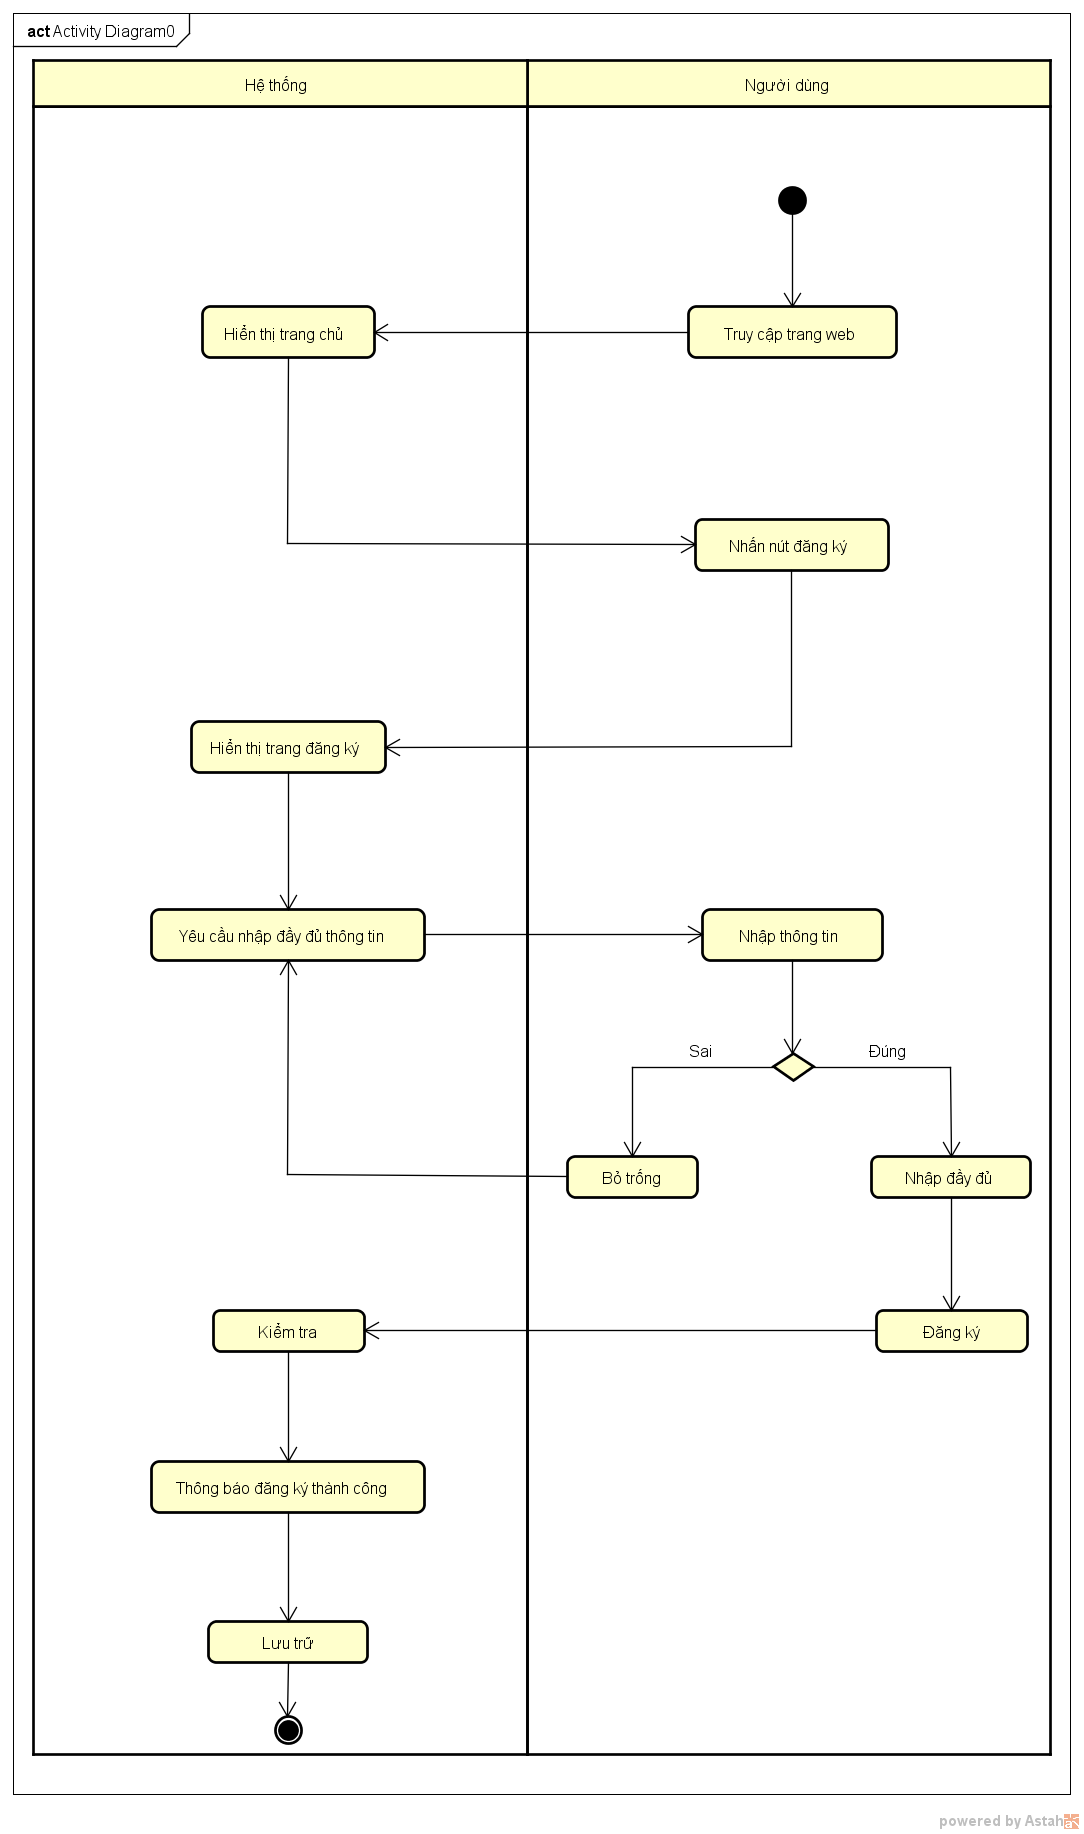 act Activity Diagram0
Hệ thống
Người dùng
Hiển thị trang chủ
Truy cập trang web
Nhấn nút đăng ký
Hiển thị trang đăng ký
Yêu cầu nhập đầy đủ thông tin
Nhập thông tin
Sai
Đúng
Bỏ trống
Nhập đầy đủ
Kiểm tra
Đăng ký
Thông báo đăng ký thành công
Lưu trữ
powered by Astah